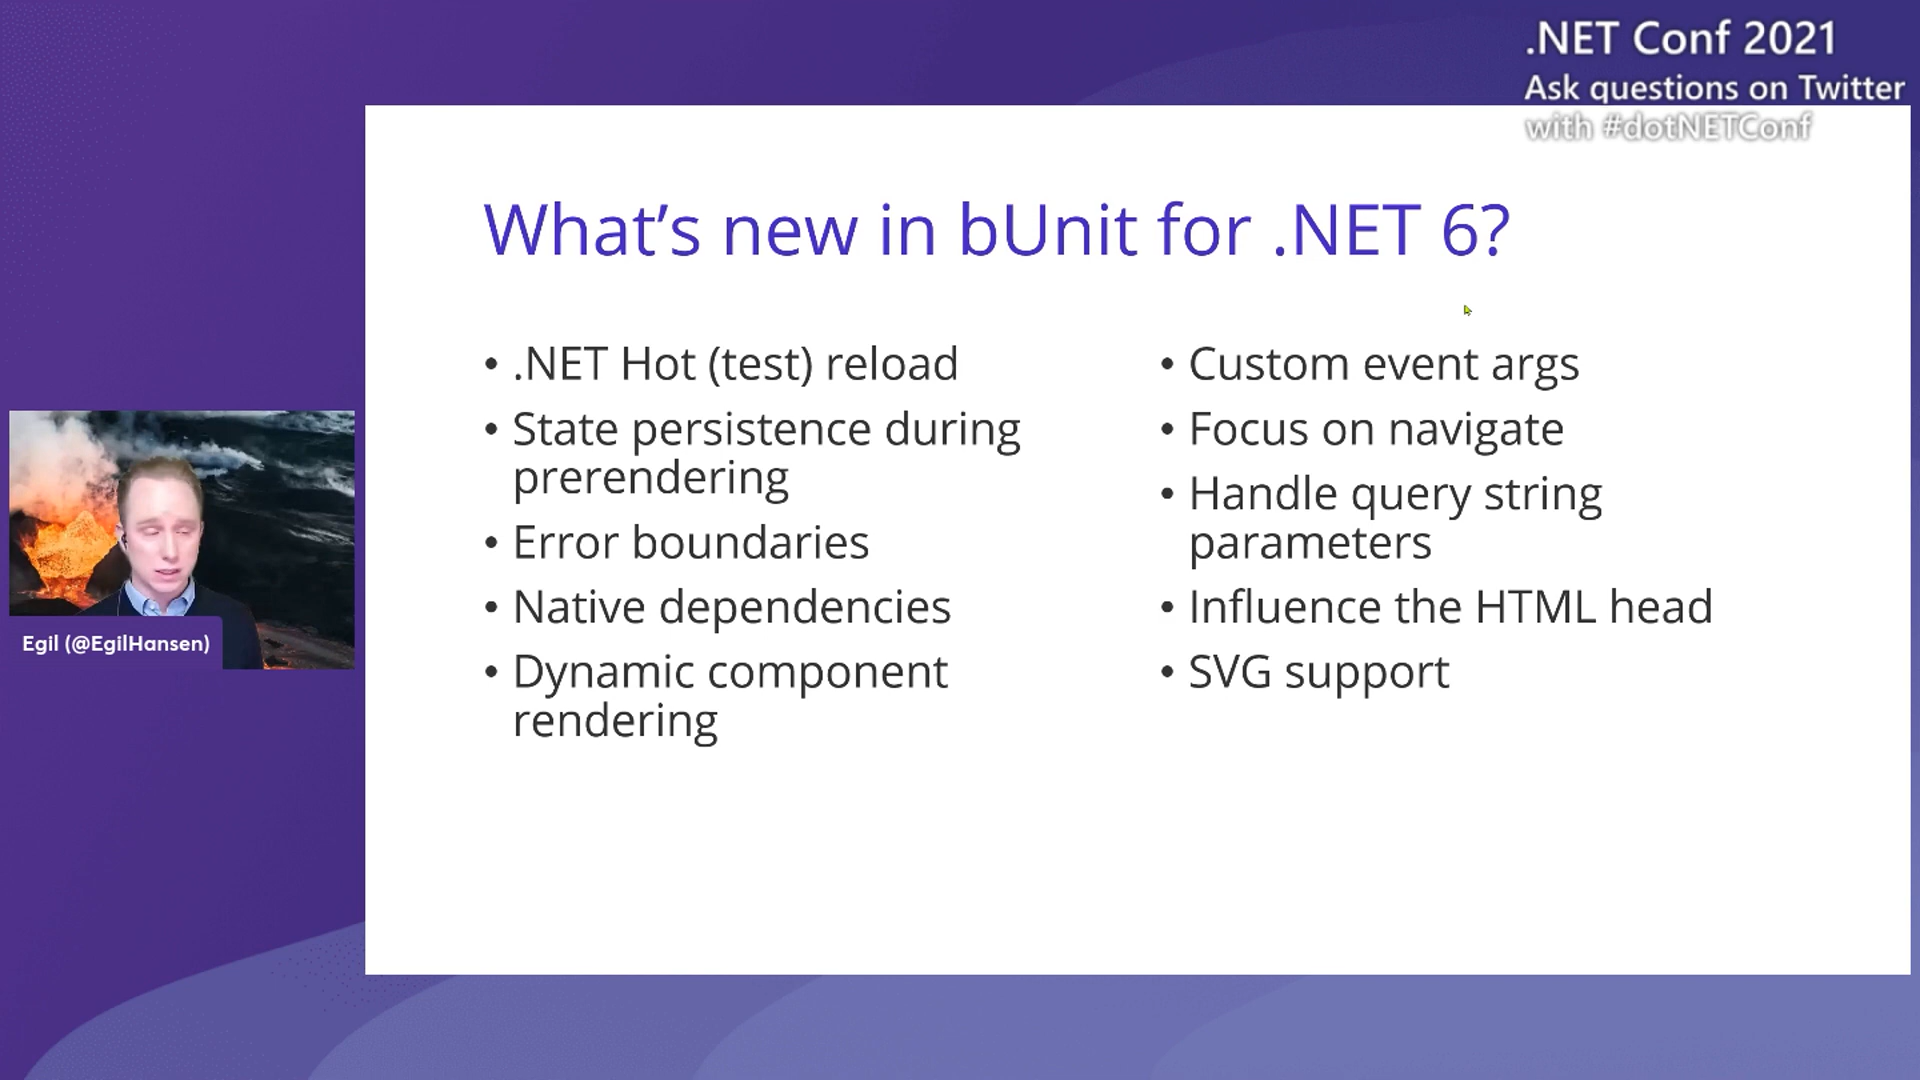 .NET Conf 2021
Ask questions on Twitter
with #dotNETConf
What's new in bUnit for .NET 6?
• .NET Hot (test) reload
• State persistence during
prerendering
• Error boundaries
• Native dependencies
• Dynamic component
rendering
• Custom event args
• Focus on navigate
• Handle query string
parameters
• Influence the HTML head
• SVG support
Egil (@EgilHansen)